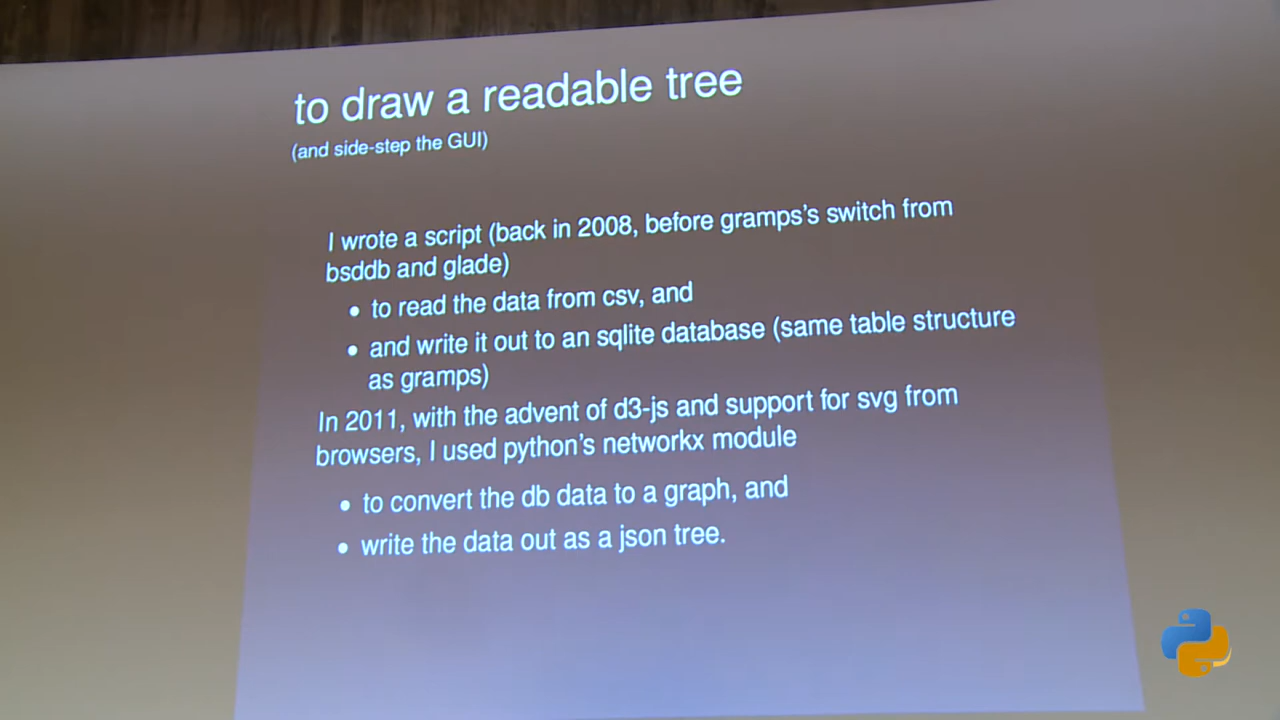 to draw a readable tree
(and side-step the GUI)
I wrote a script (back in 2008, before gramps's switch from
bsddb and glade)
• to read the data from csv, and
• and write it out to an sqlite database (same table structure
as gramps)
In 2011, with the advent of d3-js and support for svg from
browsers, I used python's networkx module
• to convert the db data to a graph, and
• write the data out as a json tree.